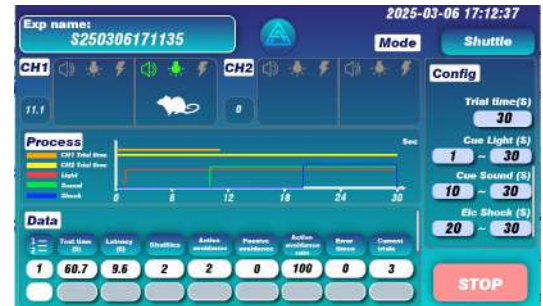 2025-03-06 17:12:37
Exp name:
S250306171135
Mode
Shuttle
CH1
CH2
11.1
0
Config
Trial time(S)
30
Cue Light (S)
1 ~ 30
Cue Sound (S)
10 ~ 30
Elc Shock (S)
20 ~ 30
STOP
Process
Sec
CH1 Trial time
CH2 Trial time
Light
Sound
Shock
0 6 12 18 24 30
Data
Test time (S) Latency (S) Shuttles Active avoidance Passive avoidance Active avoidance rate Error times Current trials
1 60.7 9.6 2 2 0 100 0 3